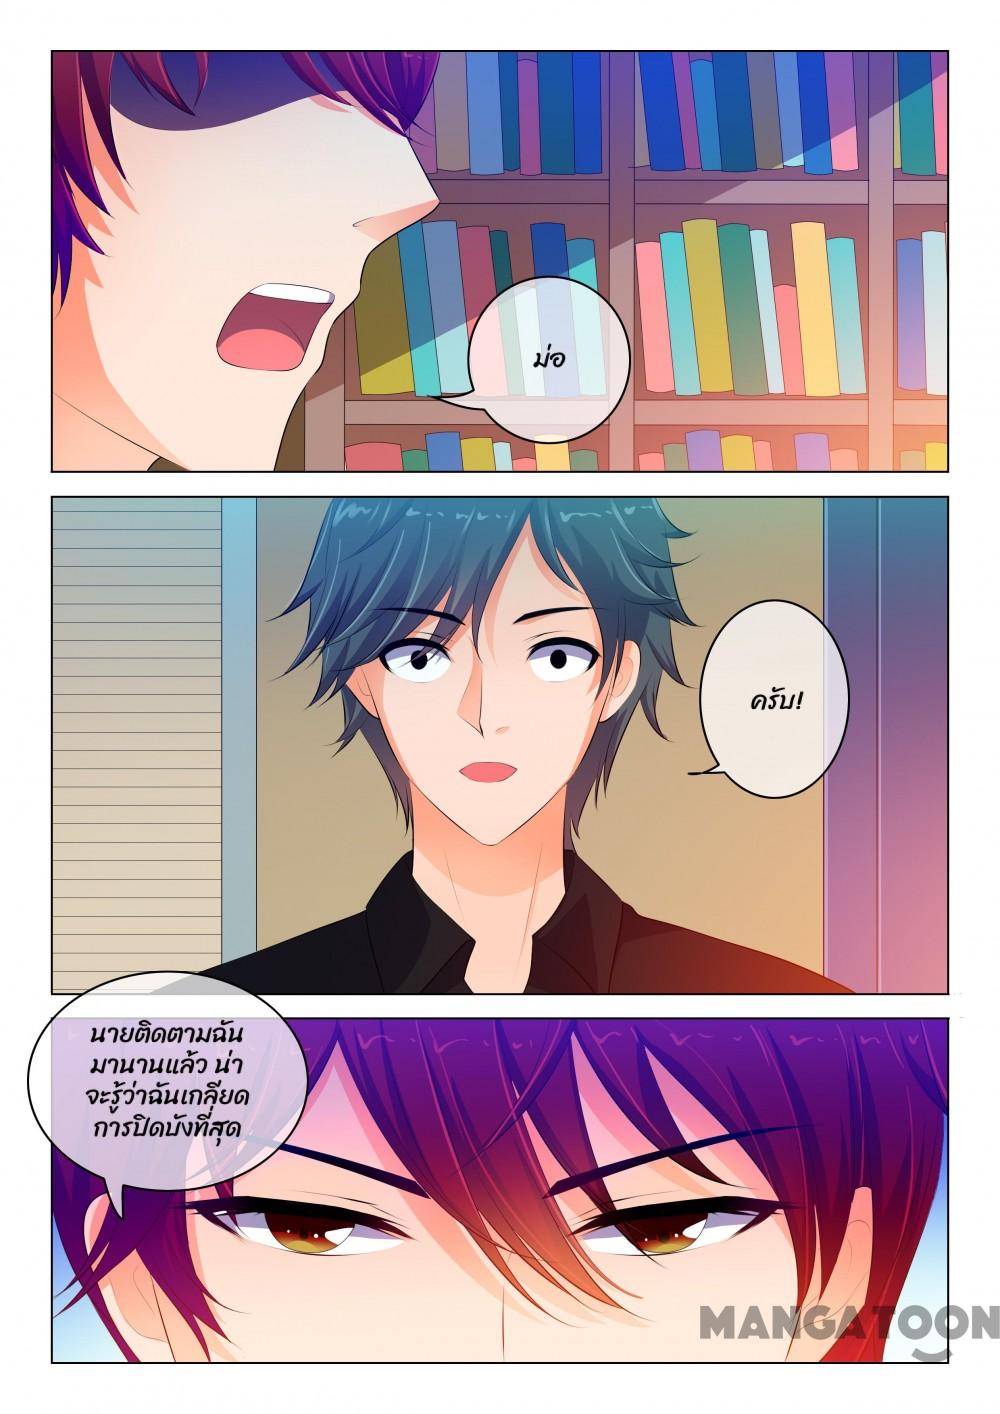 ม่อ
ครับ!
นายติดตามฉัน
มานานแล้ว น่า
จะรู้ว่าฉันเกลียด
การปิดบังที่สุด
MANGATOON